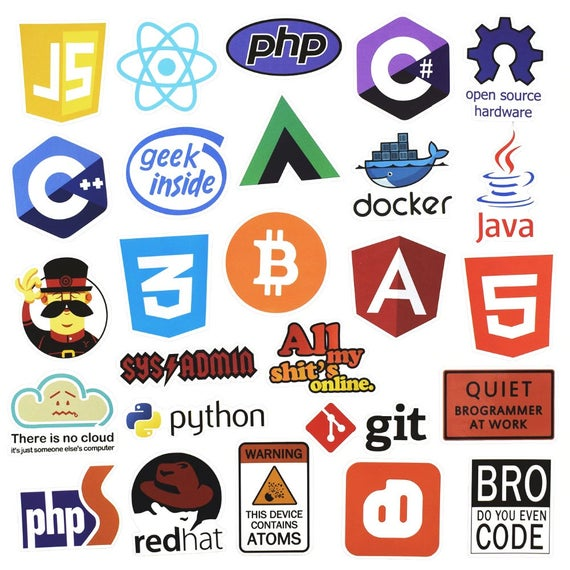 JS
php
C#
open source
hardware
C++
geek
inside
docker
Java
3
B
A
5
SYS ADMIN
All
my
shit's
online.
There is no cloud
it's just someone else's computer
python
git
QUIET
BROGRAMMER
AT WORK
phpS
redhat
WARNING
THIS DEVICE
CONTAINS
ATOMS
d
BRO
DO YOU EVEN
CODE